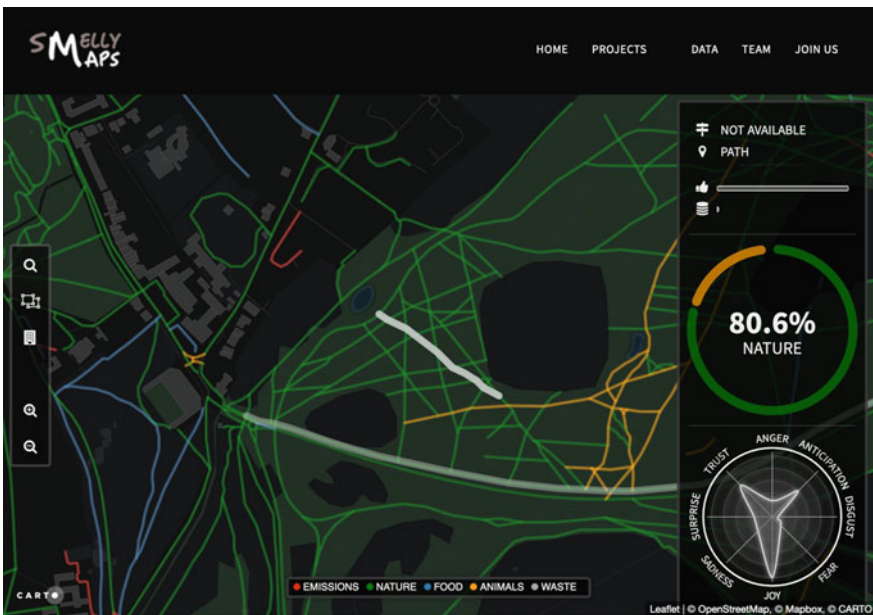 SMELLY
MAPS
HOME PROJECTS DATA TEAM JOIN US
NOT AVAILABLE
PATH
80.6%
NATURE
ANGER
ANTICIPATION
DISGUST
FEAR
JOY
SADNESS
SURPRISE
TRUST
EMISSIONS NATURE FOOD ANIMALS WASTE
CARTO
Leaflet | © OpenStreetMap, © Mapbox, © CARTO